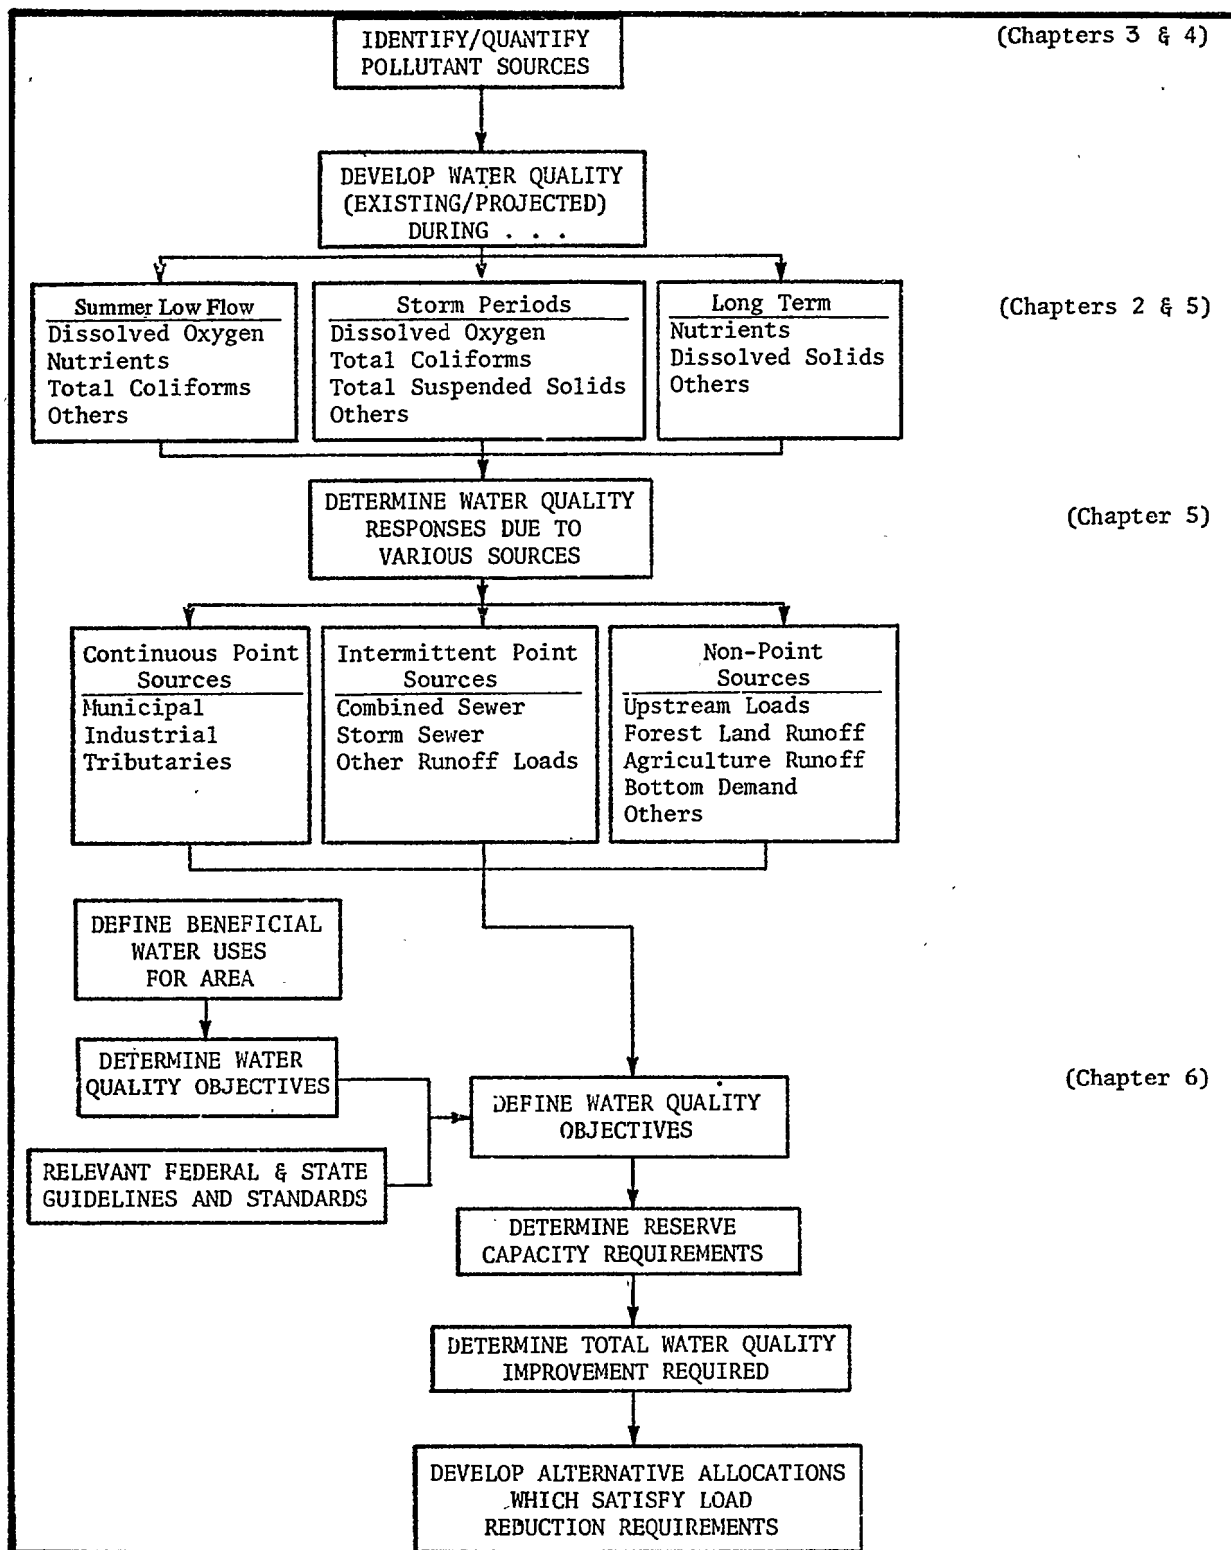 IDENTIFY/QUANTIFY
POLLUTANT SOURCES
(Chapters 3 & 4)
DEVELOP WATER QUALITY
(EXISTING/PROJECTED)
DURING . . .
Summer Low Flow
Dissolved Oxygen
Nutrients
Total Coliforms
Others
Storm Periods
Dissolved Oxygen
Total Coliforms
Total Suspended Solids
Others
Long Term
Nutrients
Dissolved Solids
Others
(Chapters 2 & 5)
DETERMINE WATER QUALITY
RESPONSES DUE TO
VARIOUS SOURCES
(Chapter 5)
Continuous Point
Sources
Municipal
Industrial
Tributaries
Intermittent Point
Sources
Combined Sewer
Storm Sewer
Other Runoff Loads
Non-Point
Sources
Upstream Loads
Forest Land Runoff
Agriculture Runoff
Bottom Demand
Others
DEFINE BENEFICIAL
WATER USES
FOR AREA
DETERMINE WATER
QUALITY OBJECTIVES
RELEVANT FEDERAL & STATE
GUIDELINES AND STANDARDS
DEFINE WATER QUALITY
OBJECTIVES
(Chapter 6)
DETERMINE RESERVE
CAPACITY REQUIREMENTS
DETERMINE TOTAL WATER QUALITY
IMPROVEMENT REQUIRED
DEVELOP ALTERNATIVE ALLOCATIONS
WHICH SATISFY LOAD
REDUCTION REQUIREMENTS